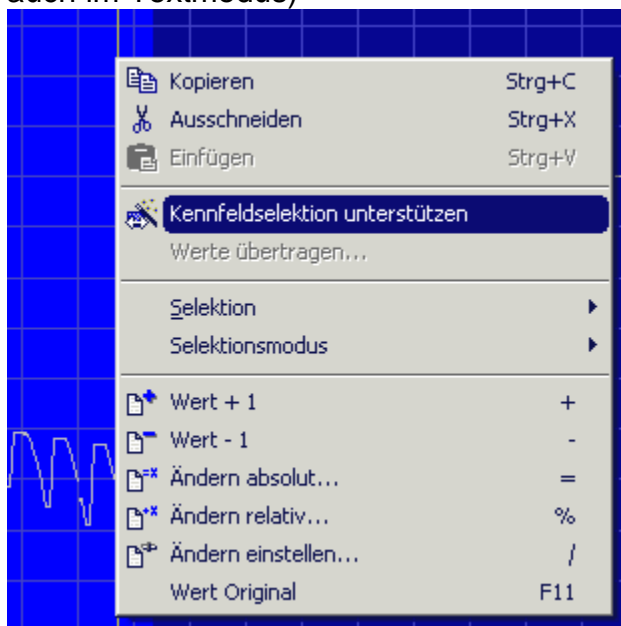 auch im Textmodus)
Kopieren Strg+C
Ausschneiden Strg+X
Einfügen Strg+V
Kennfeldselektion unterstützen
Werte übertragen...
Selektion
Selektionsmodus
Wert + 1 +
Wert - 1 -
Ändern absolut... =
Ändern relativ... %
Ändern einstellen... /
Wert Original F11